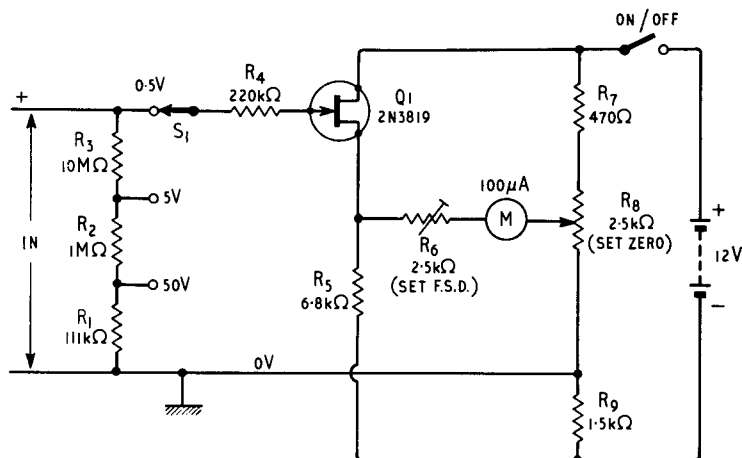 ON/OFF
+
0·5V
S₁
R₄
220kΩ
Q1
2N3819
R₇
470Ω
R₃
10MΩ
5V
R₂
1MΩ
50V
R₁
111kΩ
IN
100µA
M
R₆
2·5kΩ
(SET F.S.D.)
R₈
2·5kΩ
(SET ZERO)
R₅
6·8kΩ
+
12V
−
0V
R₉
1·5kΩ